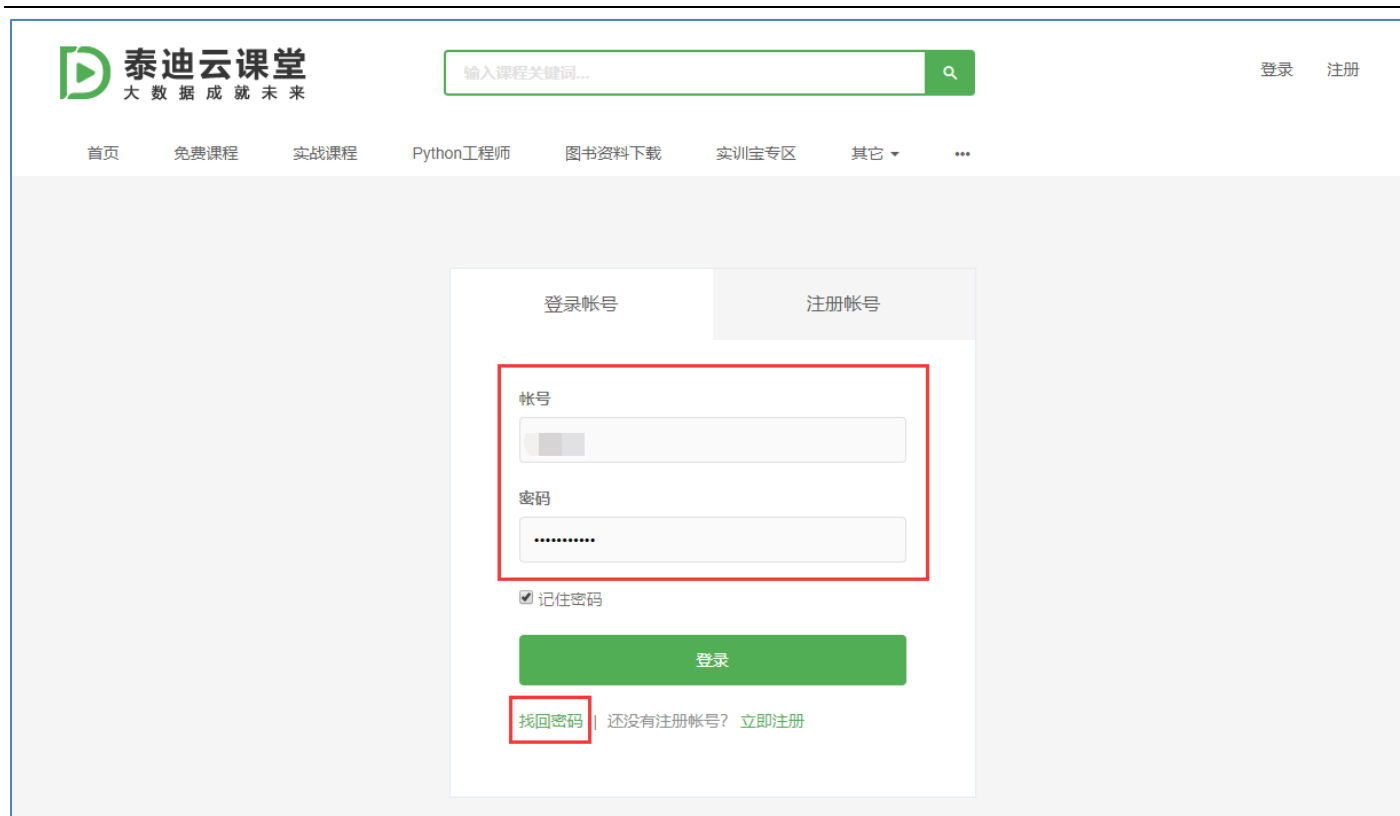 泰迪云课堂
大数据成就未来
输入课程关键词...
登录 注册
首页 免费课程 实战课程 Python工程师 图书资料下载 实训宝专区 其它 •••
登录帐号 注册帐号
帐号
密码
•••••••••••
记住密码
登录
找回密码 | 还没有注册帐号? 立即注册